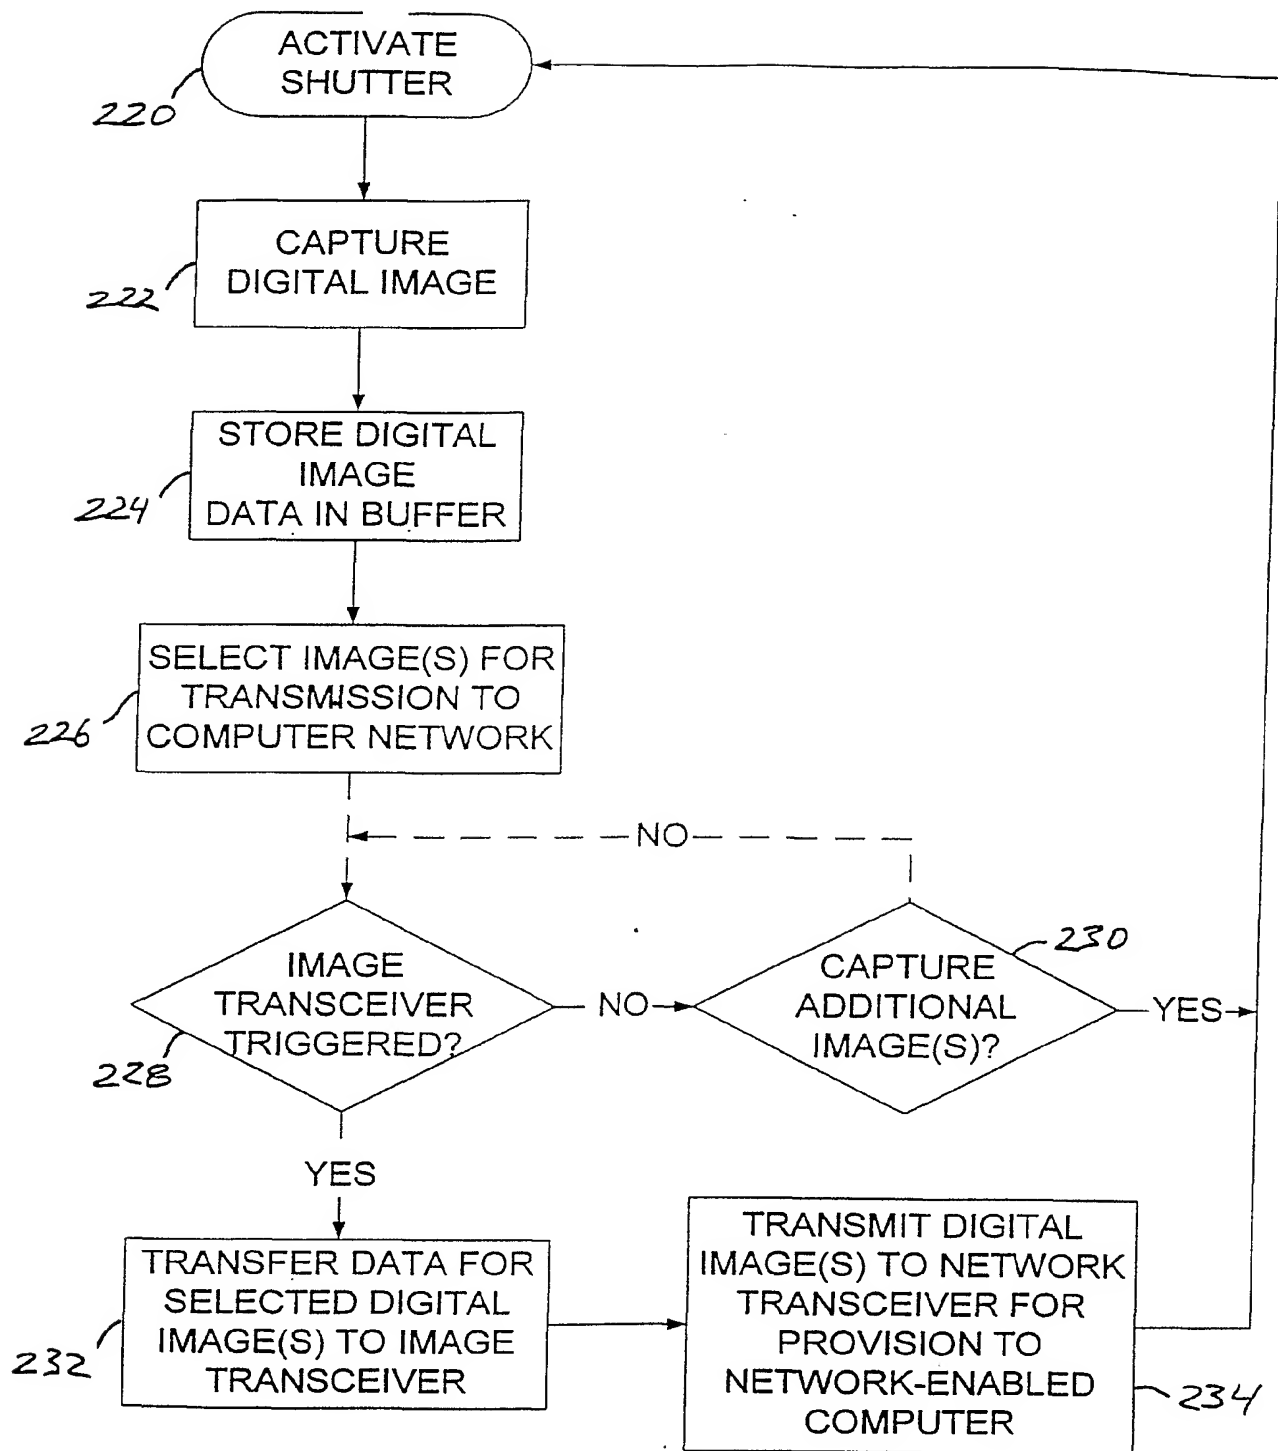 ACTIVATE
SHUTTER
220
CAPTURE
DIGITAL IMAGE
222
STORE DIGITAL
IMAGE
DATA IN BUFFER
224
SELECT IMAGE(S) FOR
TRANSMISSION TO
COMPUTER NETWORK
226
NO
IMAGE
TRANSCEIVER
TRIGGERED?
228
NO
CAPTURE
ADDITIONAL
IMAGE(S)?
230
YES
YES
TRANSFER DATA FOR
SELECTED DIGITAL
IMAGE(S) TO IMAGE
TRANSCEIVER
232
TRANSMIT DIGITAL
IMAGE(S) TO NETWORK
TRANSCEIVER FOR
PROVISION TO
NETWORK-ENABLED
COMPUTER
234